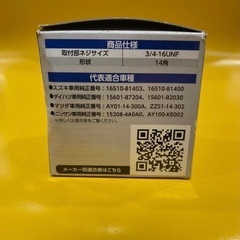 商品仕様
取付部ネジサイズ 3/4-16UNF
形状 14角
代表適合車種
●スズキ車用純正番号：16510-81403、16510-81400
●ダイハツ車用純正番号：15601-87204、15601-B2030
●マツダ車用純正番号：AY01-14-300A、ZZS1-14-302
●ニッサン車用純正番号：15208-4A0A0、AY100-KE002
メーカー別適合表はこちら